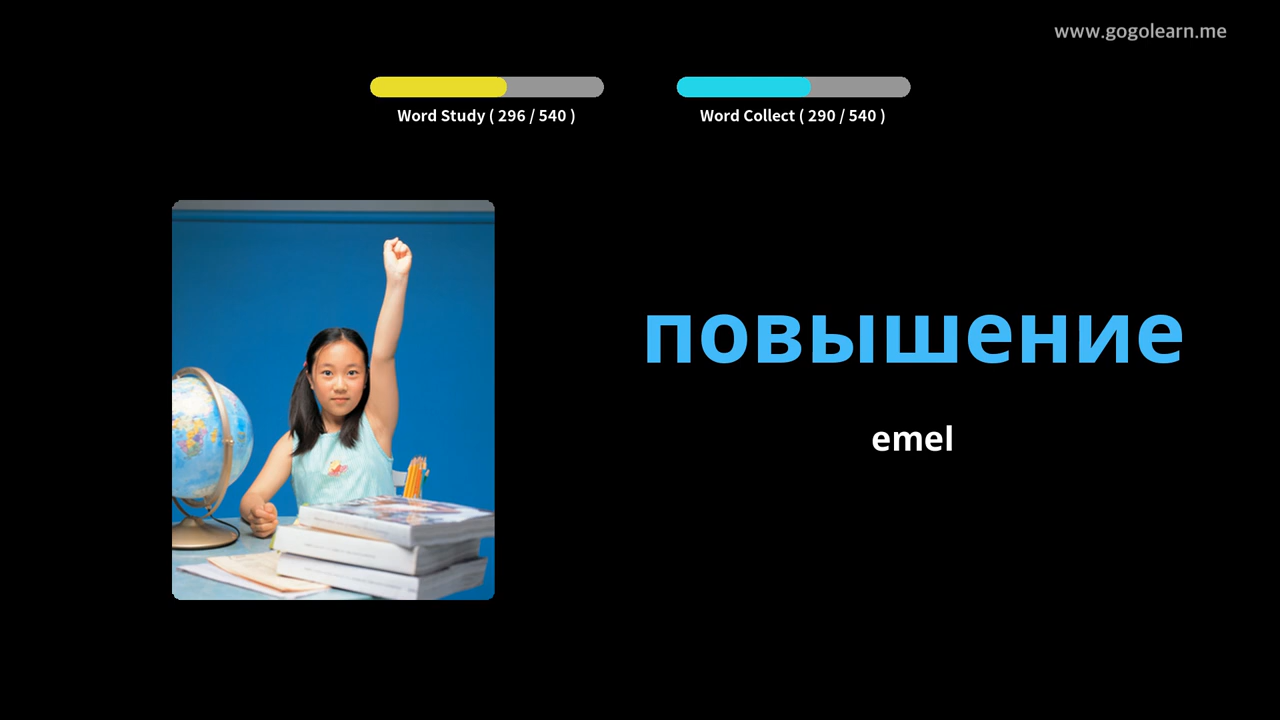 www.gogolearn.me
Word Study ( 296 / 540 )
Word Collect ( 290 / 540 )
повышение
emel